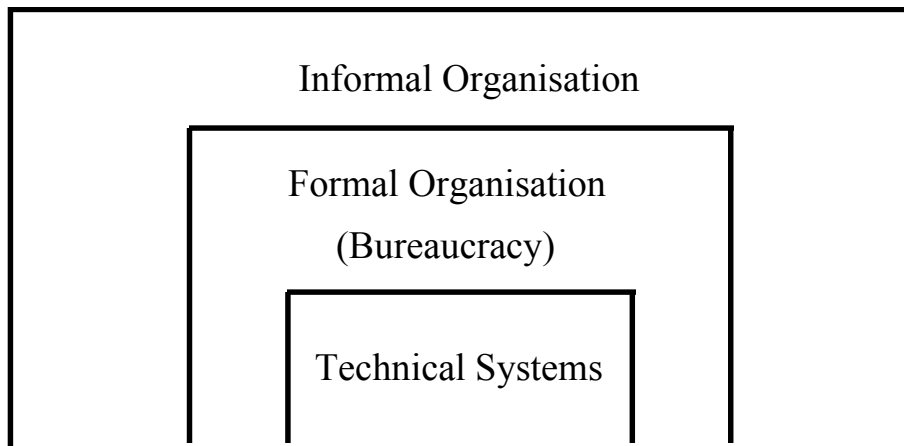 Informal Organisation
Formal Organisation
(Bureaucracy)
Technical Systems